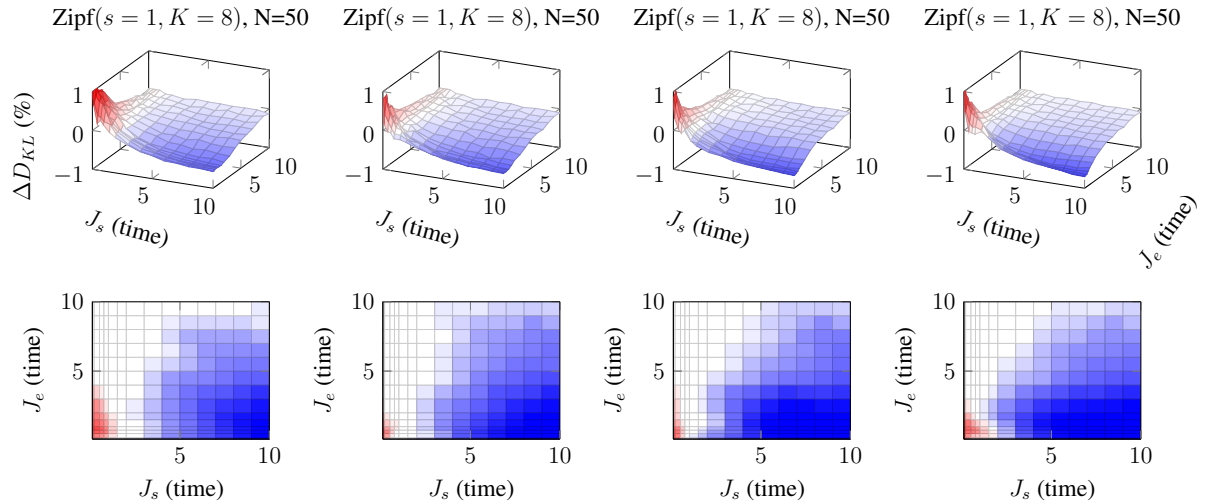 Zipf(s = 1, K = 8), N=50
Zipf(s = 1, K = 8), N=50
Zipf(s = 1, K = 8), N=50
Zipf(s = 1, K = 8), N=50
ΔD_{KL} (%)
1
0
−1
5
10
5
10
J_s (time)
1
0
−1
5
10
5
10
J_s (time)
1
0
−1
5
10
5
10
J_s (time)
1
0
−1
5
10
5
10
J_s (time)
J_e (time)
10
5
J_e (time)
5
10
J_s (time)
10
5
J_e (time)
5
10
J_s (time)
10
5
J_e (time)
5
10
J_s (time)
10
5
J_e (time)
5
10
J_s (time)